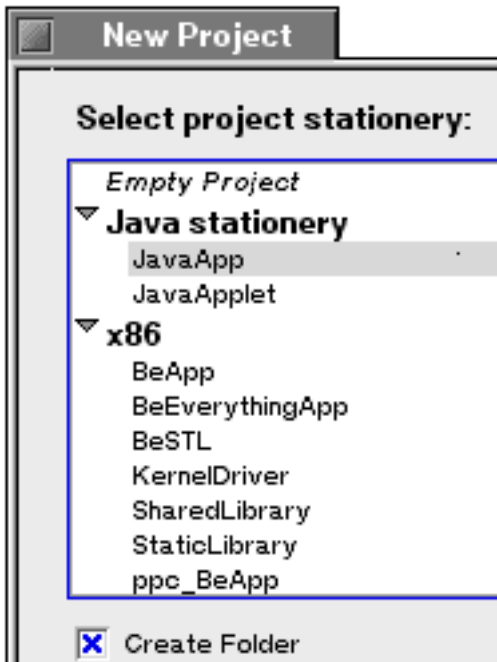 New Project
Select project stationery:
Empty Project
Java stationery
JavaApp
JavaApplet
x86
BeApp
BeEverythingApp
BeSTL
KernelDriver
SharedLibrary
StaticLibrary
ppc_BeApp
Create Folder